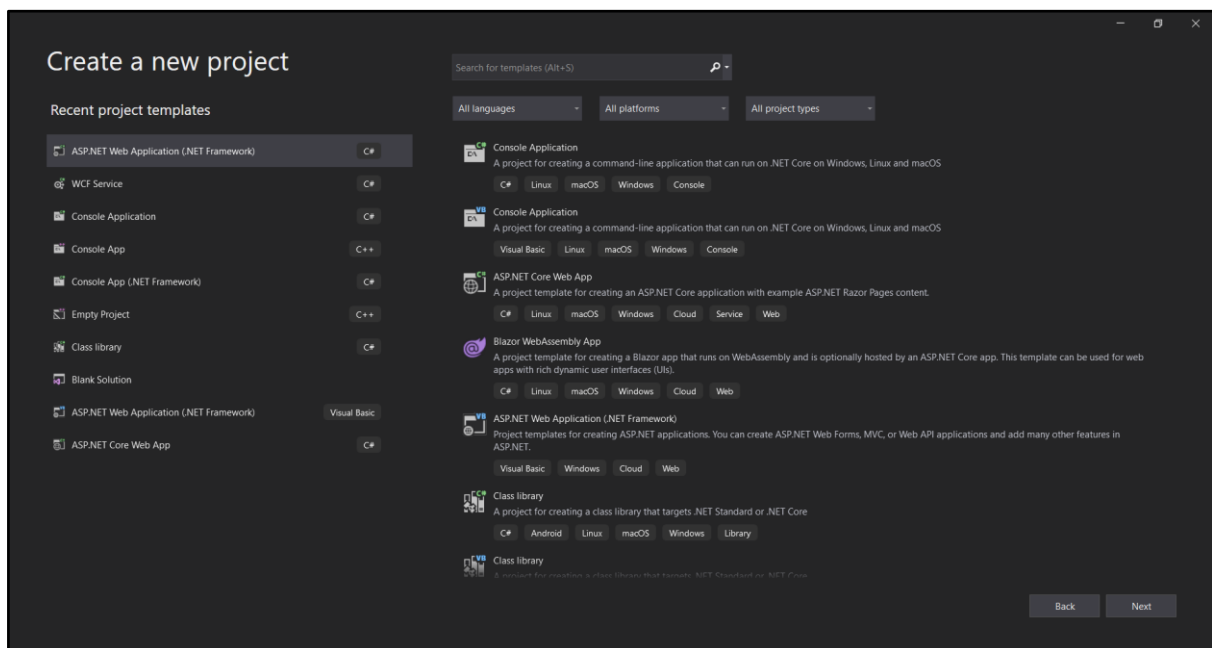 Create a new project
Recent project templates
ASP.NET Web Application (.NET Framework) C#
WCF Service C#
Console Application C#
Console App C++
Console App (.NET Framework) C#
Empty Project C++
Class library C#
Blank Solution
ASP.NET Web Application (.NET Framework) Visual Basic
ASP.NET Core Web App C#
Search for templates (Alt+S)
All languages All platforms All project types
Console Application
A project for creating a command-line application that can run on .NET Core on Windows, Linux and macOS
C# Linux macOS Windows Console
Console Application
A project for creating a command-line application that can run on .NET Core on Windows, Linux and macOS
Visual Basic Linux macOS Windows Console
ASP.NET Core Web App
A project template for creating an ASP.NET Core application with example ASP.NET Razor Pages content.
C# Linux macOS Windows Cloud Service Web
Blazor WebAssembly App
A project template for creating a Blazor app that runs on WebAssembly and is optionally hosted by an ASP.NET Core app. This template can be used for web
apps with rich dynamic user interfaces (UIs).
C# Linux macOS Windows Cloud Web
ASP.NET Web Application (.NET Framework)
Project templates for creating ASP.NET applications. You can create ASP.NET Web Forms, MVC, or Web API applications and add many other features in
ASP.NET.
Visual Basic Windows Cloud Web
Class library
A project for creating a class library that targets .NET Standard or .NET Core
C# Android Linux macOS Windows Library
Class library
A project for creating a class library that targets .NET Standard or .NET Core
Back Next